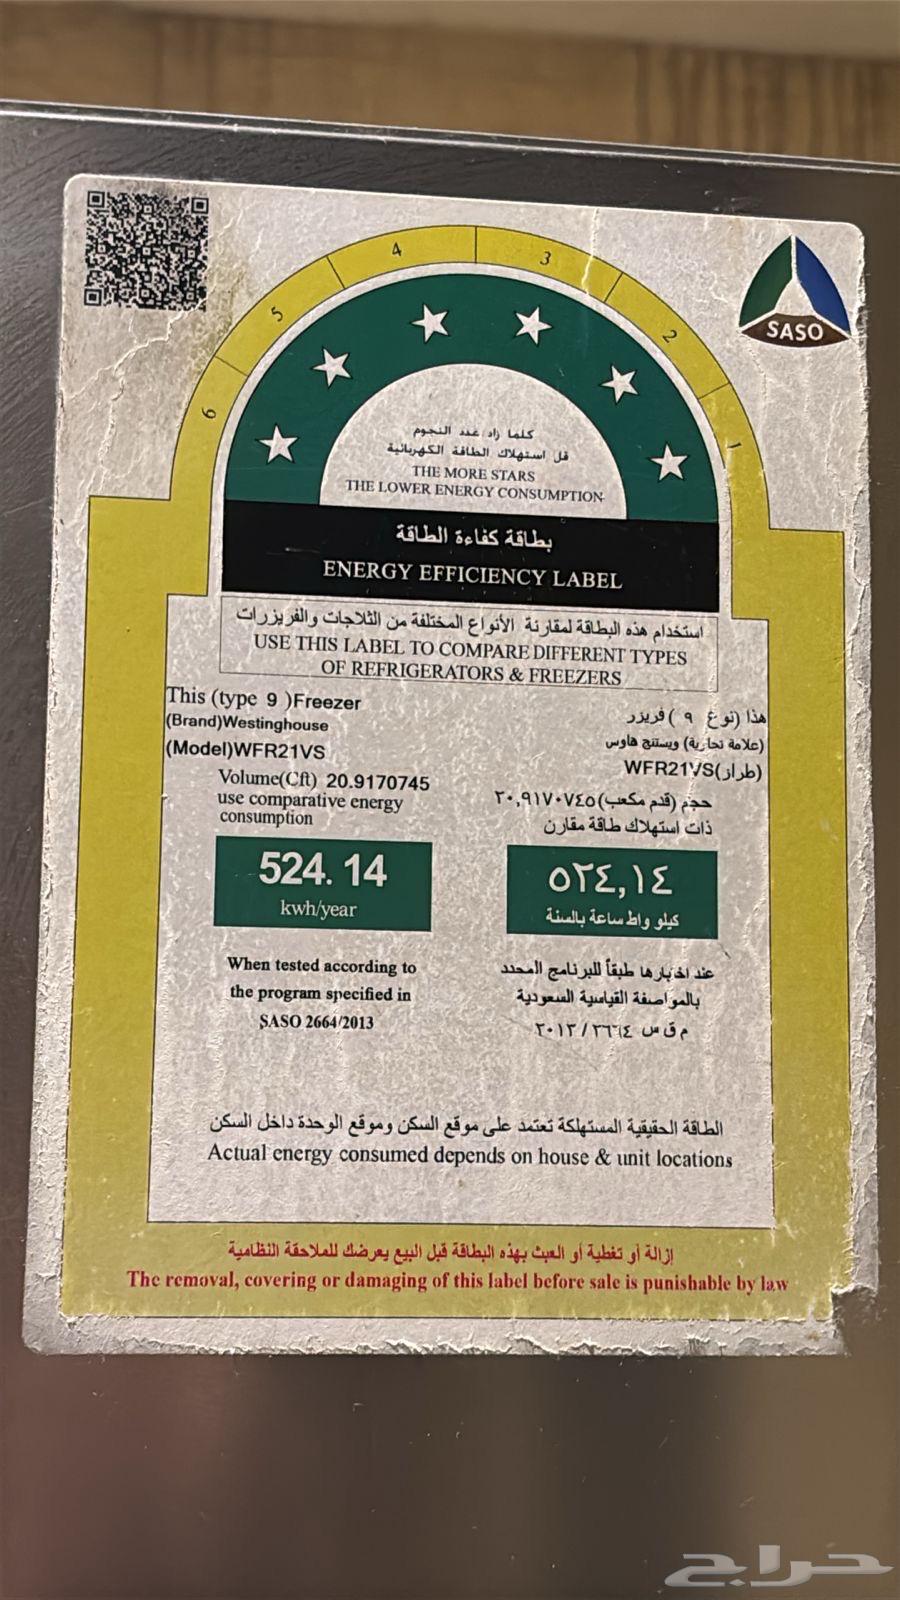 4
3
5
2
6
1
SASO
كلما زاد عدد النجوم
قل استهلاك الطاقة الكهربائية
THE MORE STARS
THE LOWER ENERGY CONSUMPTION
بطاقة كفاءة الطاقة
ENERGY EFFICIENCY LABEL
استخدام هذه البطاقة لمقارنة الأنواع المختلفة من الثلاجات والفريزرات
USE THIS LABEL TO COMPARE DIFFERENT TYPES
OF REFRIGERATORS & FREEZERS
This (type 9 )Freezer
(Brand)Westinghouse
(Model)WFR21VS
Volume(Cft) 20.9170745
use comparative energy
consumption
524. 14
kwh/year
When tested according to
the program specified in
SASO 2664/2013
هذا (نوع ٩ ) فريزر
(علامة تجارية) ويستنج هاوس
(طراز)WFR21VS
حجم (قدم مكعب)٢٠,٩١٧٠٧٤٥
ذات استهلاك طاقة مقارن
٥٢٤,١٤
كيلو واط ساعة بالسنة
عند اختبارها طبقاً للبرنامج المحدد
بالمواصفة القياسية السعودية
م ق س ٢٦٦٤ / ٢٠١٣
الطاقة الحقيقية المستهلكة تعتمد على موقع السكن وموقع الوحدة داخل السكن
Actual energy consumed depends on house & unit locations
إزالة أو تغطية أو العبث بهذه البطاقة قبل البيع يعرضك للملاحقة النظامية
The removal, covering or damaging of this label before sale is punishable by law
حراج